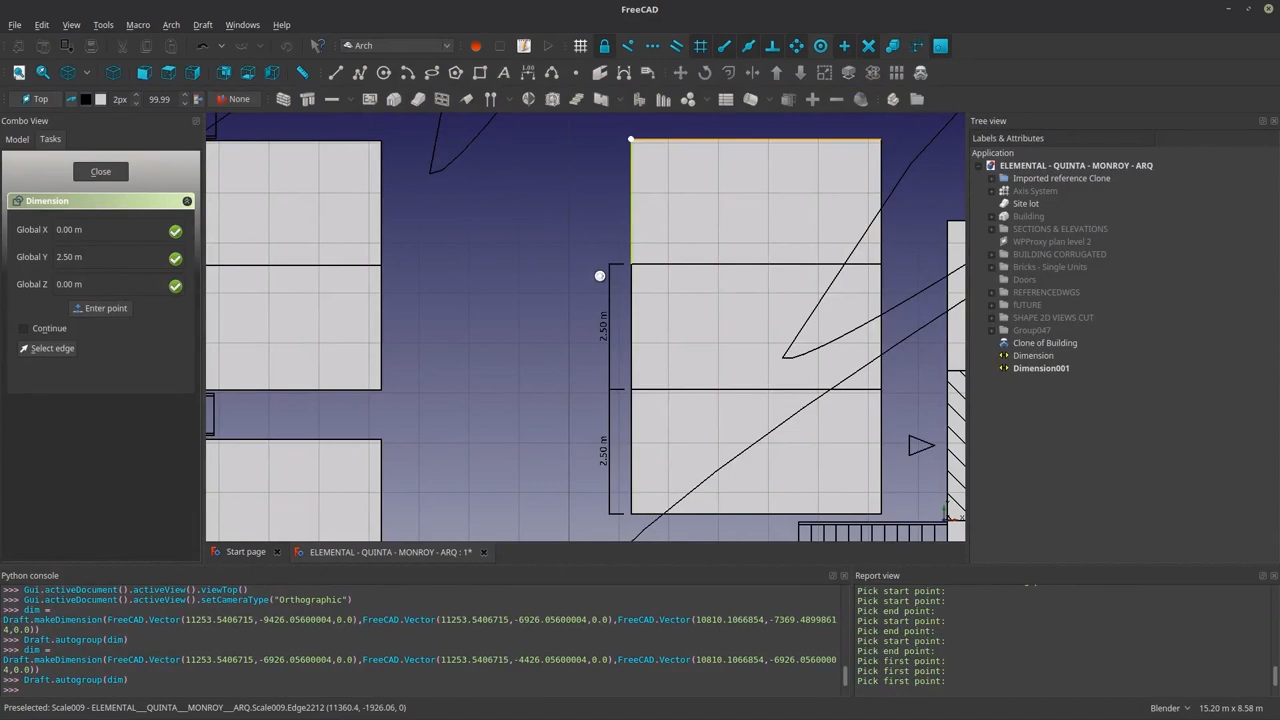 FreeCAD
File Edit View Tools Macro Arch Draft Windows Help
Arch
Top 2px 99.99 None
Combo View
Model Tasks
Close
Dimension
Global X 0.00 m
Global Y 2.50 m
Global Z 0.00 m
Enter point
Continue
Select edge
2.50 m
2.50 m
Tree view
Labels & Attributes
Application
ELEMENTAL - QUINTA - MONROY - ARQ
Imported reference Clone
Axis System
Site lot
Building
SECTIONS & ELEVATIONS
WPProxy plan level 2
BUILDING CORRUGATED
Bricks - Single Units
Doors
REFERENCEDWGS
fUTURE
SHAPE 2D VIEWS CUT
Group047
Clone of Building
Dimension
Dimension001
Start page
ELEMENTAL - QUINTA - MONROY - ARQ : 1*
Python console
>>> Gui.activeDocument().activeView().viewTop()
>>> Gui.activeDocument().activeView().setCameraType("Orthographic")
>>> dim =
Draft.makeDimension(FreeCAD.Vector(11253.5406715,-9426.05600004,0.0),FreeCAD.Vector(11253.5406715,-6926.05600004,0.0),FreeCAD.Vector(10810.1066854,-7369.4899861
4,0.0))
>>> Draft.autogroup(dim)
>>> dim =
Draft.makeDimension(FreeCAD.Vector(11253.5406715,-6926.05600004,0.0),FreeCAD.Vector(11253.5406715,-4426.05600004,0.0),FreeCAD.Vector(10810.1066854,-6926.0560000
4,0.0))
>>> Draft.autogroup(dim)
>>>
Report view
Pick start point:
Pick start point:
Pick end point:
Pick start point:
Pick end point:
Pick start point:
Pick end point:
Pick first point:
Pick first point:
Pick first point:
Preselected: Scale009 - ELEMENTAL___QUINTA___MONROY___ARQ.Scale009.Edge2212 (11360.4, -1926.06, 0)
Blender 15.20 m x 8.58 m